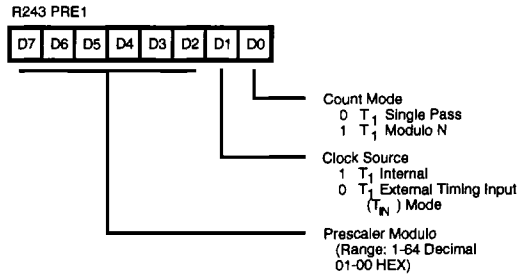 R243 PRE1
D7 D6 D5 D4 D3 D2 D1 D0
Count Mode
0 T1 Single Pass
1 T1 Modulo N
Clock Source
1 T1 Internal
0 T1 External Timing Input
(TIN ) Mode
Prescaler Modulo
(Range: 1-64 Decimal
01-00 HEX)